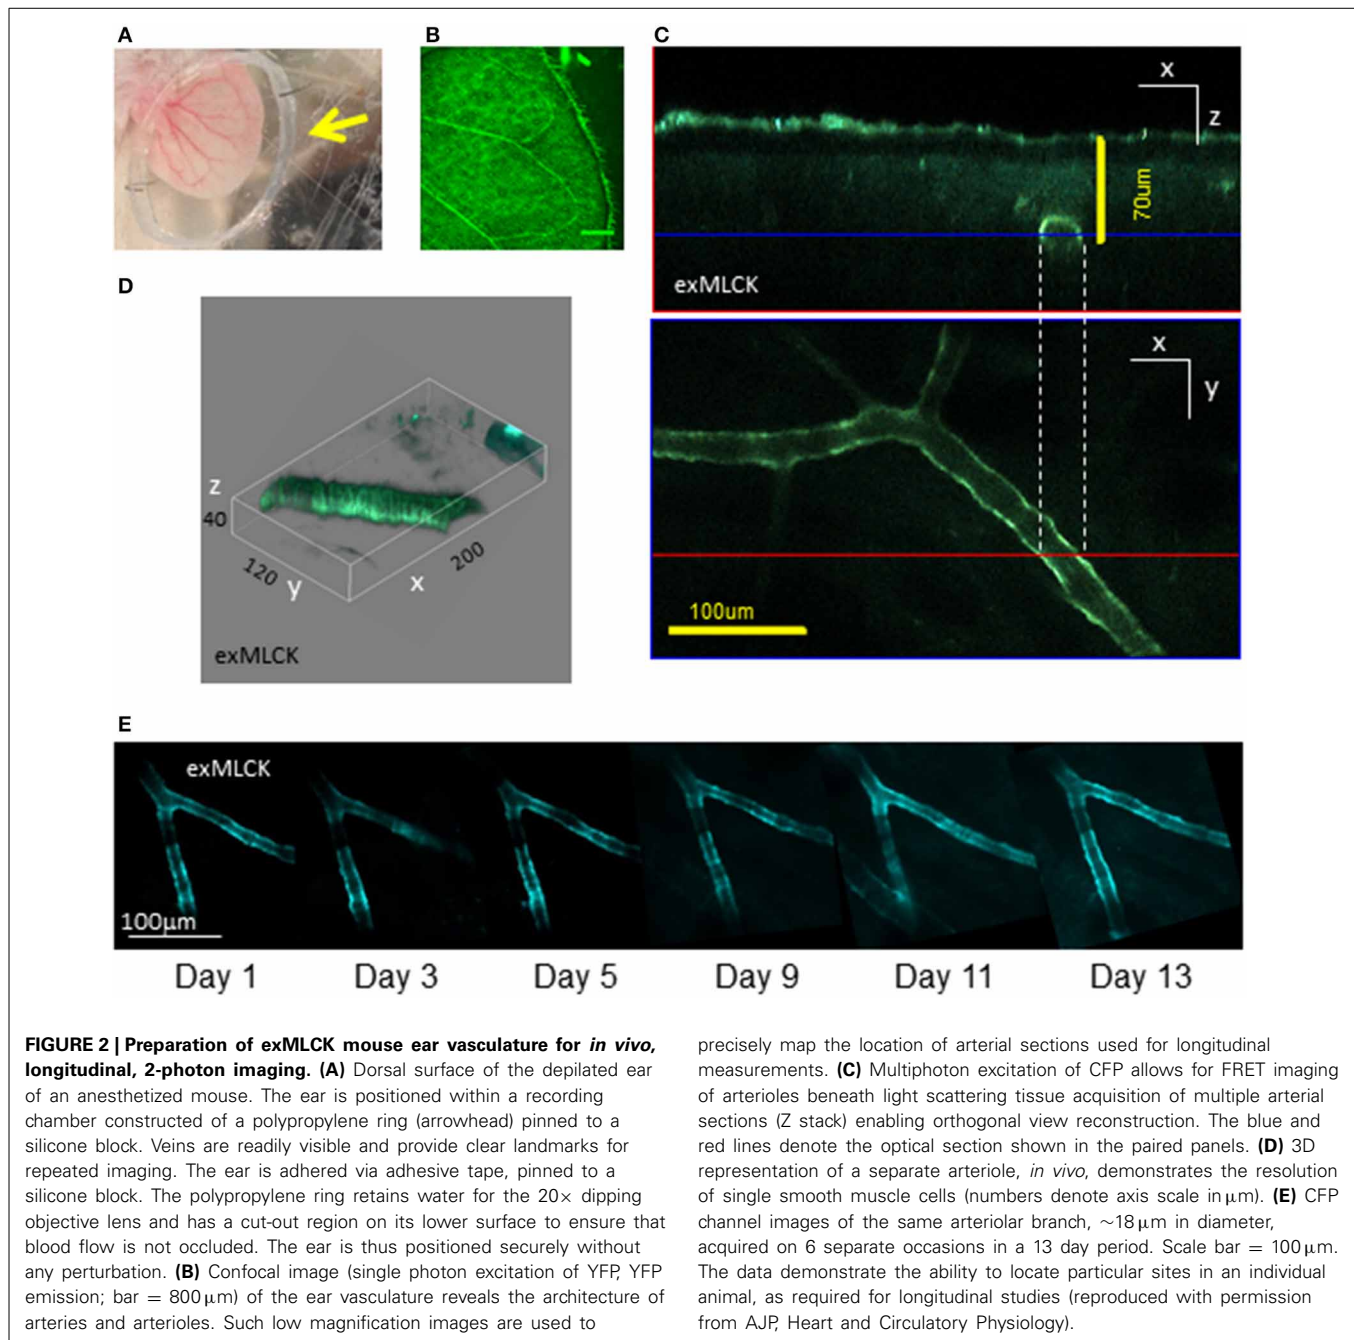 A
B
C
x
z
70um
exMLCK
D
x
y
100um
z
40
120
y
x
200
exMLCK
E
exMLCK
100µm
Day 1
Day 3
Day 5
Day 9
Day 11
Day 13
FIGURE 2 | Preparation of exMLCK mouse ear vasculature for in vivo,
longitudinal, 2-photon imaging. (A) Dorsal surface of the depilated ear
of an anesthetized mouse. The ear is positioned within a recording
chamber constructed of a polypropylene ring (arrowhead) pinned to a
silicone block. Veins are readily visible and provide clear landmarks for
repeated imaging. The ear is adhered via adhesive tape, pinned to a
silicone block. The polypropylene ring retains water for the 20× dipping
objective lens and has a cut-out region on its lower surface to ensure that
blood flow is not occluded. The ear is thus positioned securely without
any perturbation. (B) Confocal image (single photon excitation of YFP, YFP
emission; bar = 800 µm) of the ear vasculature reveals the architecture of
arteries and arterioles. Such low magnification images are used to
precisely map the location of arterial sections used for longitudinal
measurements. (C) Multiphoton excitation of CFP allows for FRET imaging
of arterioles beneath light scattering tissue acquisition of multiple arterial
sections (Z stack) enabling orthogonal view reconstruction. The blue and
red lines denote the optical section shown in the paired panels. (D) 3D
representation of a separate arteriole, in vivo, demonstrates the resolution
of single smooth muscle cells (numbers denote axis scale in µm). (E) CFP
channel images of the same arteriolar branch, ~18 µm in diameter,
acquired on 6 separate occasions in a 13 day period. Scale bar = 100 µm.
The data demonstrate the ability to locate particular sites in an individual
animal, as required for longitudinal studies (reproduced with permission
from AJP, Heart and Circulatory Physiology).